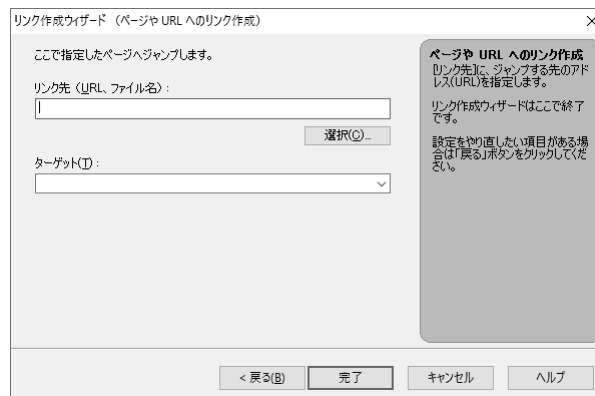 リンク作成ウィザード （ページや URL へのリンク作成）
ここで指定したページへジャンプします。
リンク先（URL、ファイル名）:
選択(C)...
ターゲット(T) :
ページや URL へのリンク作成
[リンク先]に、ジャンプする先のアド
レス(URL)を指定します。
リンク作成ウィザードはここで終了
です。
設定をやり直したい項目がある場
合は「戻る」ボタンをクリックしてくだ
さい。
< 戻る(B)
完了
キャンセル
ヘルプ